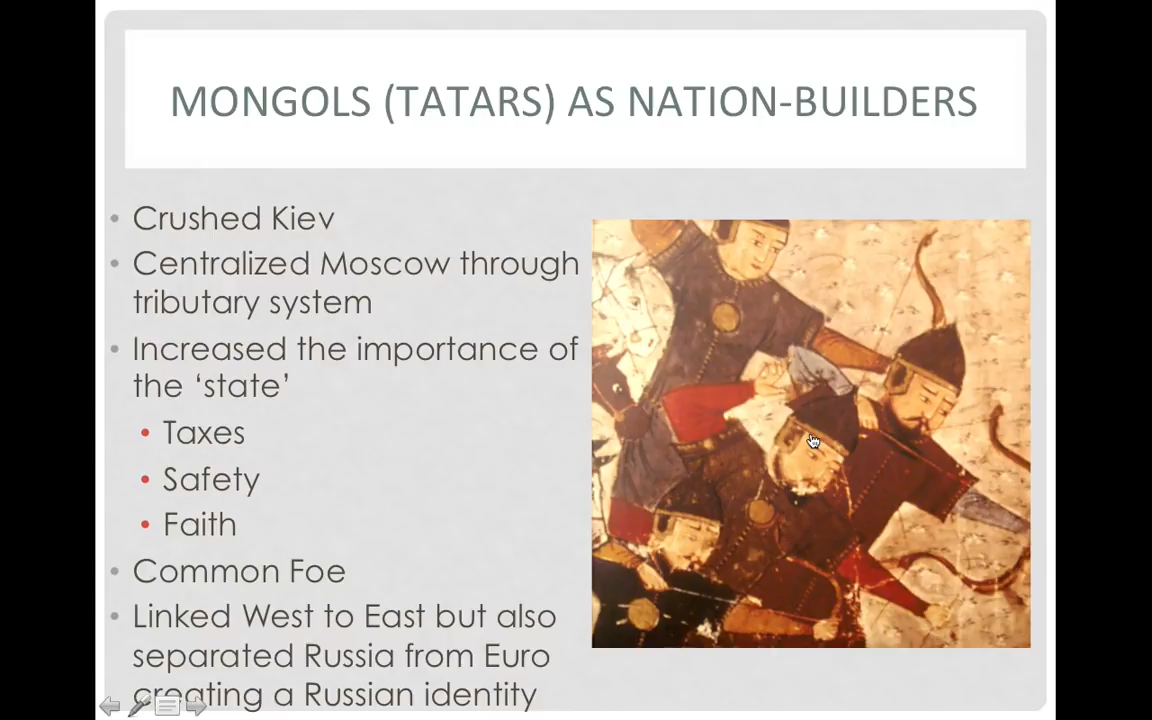 MONGOLS (TATARS) AS NATION-BUILDERS
• Crushed Kiev
• Centralized Moscow through
tributary system
• Increased the importance of
the ‘state’
• Taxes
• Safety
• Faith
• Common Foe
• Linked West to East but also
separated Russia from Euro
creating a Russian identity